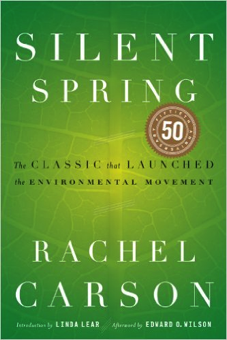 SILENT
SPRING
50
The CLASSIC that LAUNCHED
the ENVIRONMENTAL MOVEMENT
RACHEL
CARSON
Introduction by LINDA LEAR Afterword by EDWARD O. WILSON